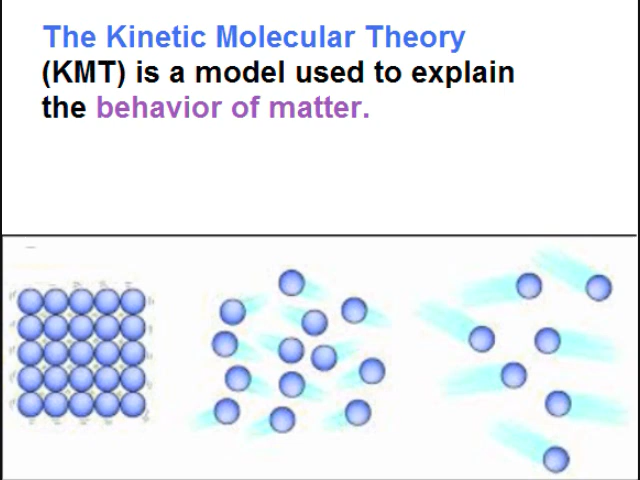 The Kinetic Molecular Theory
(KMT) is a model used to explain
the behavior of matter.